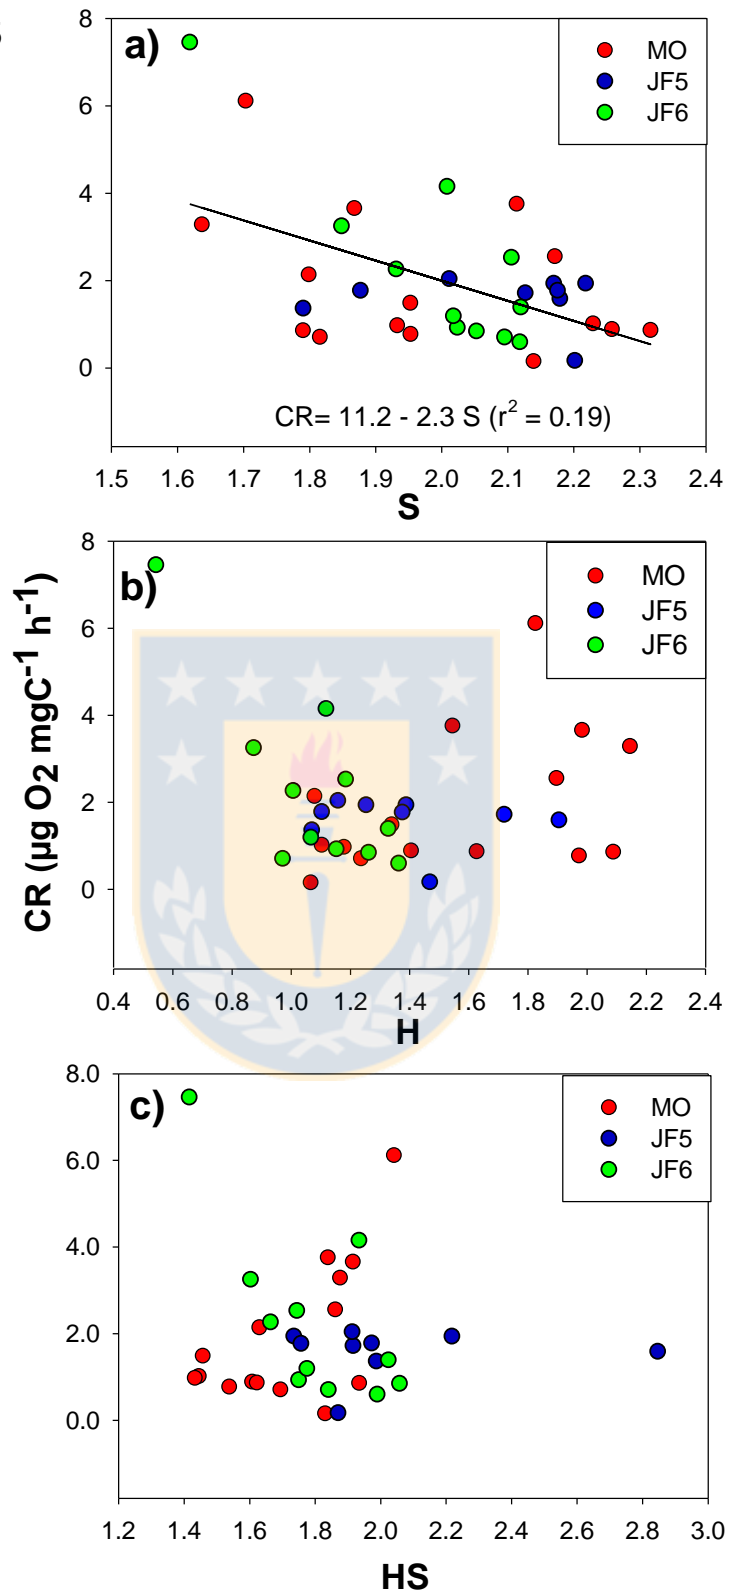 a)
MO
JF5
JF6
8
6
4
2
0
CR= 11.2 - 2.3 S (r² = 0.19)
1.5 1.6 1.7 1.8 1.9 2.0 2.1 2.2 2.3 2.4
S
b)
MO
JF5
JF6
8
6
4
2
0
CR (µg O2 mgC⁻¹ h⁻¹)
0.4 0.6 0.8 1.0 1.2 1.4 1.6 1.8 2.0 2.2 2.4
H
c)
MO
JF5
JF6
8.0
6.0
4.0
2.0
0.0
1.2 1.4 1.6 1.8 2.0 2.2 2.4 2.6 2.8 3.0
HS